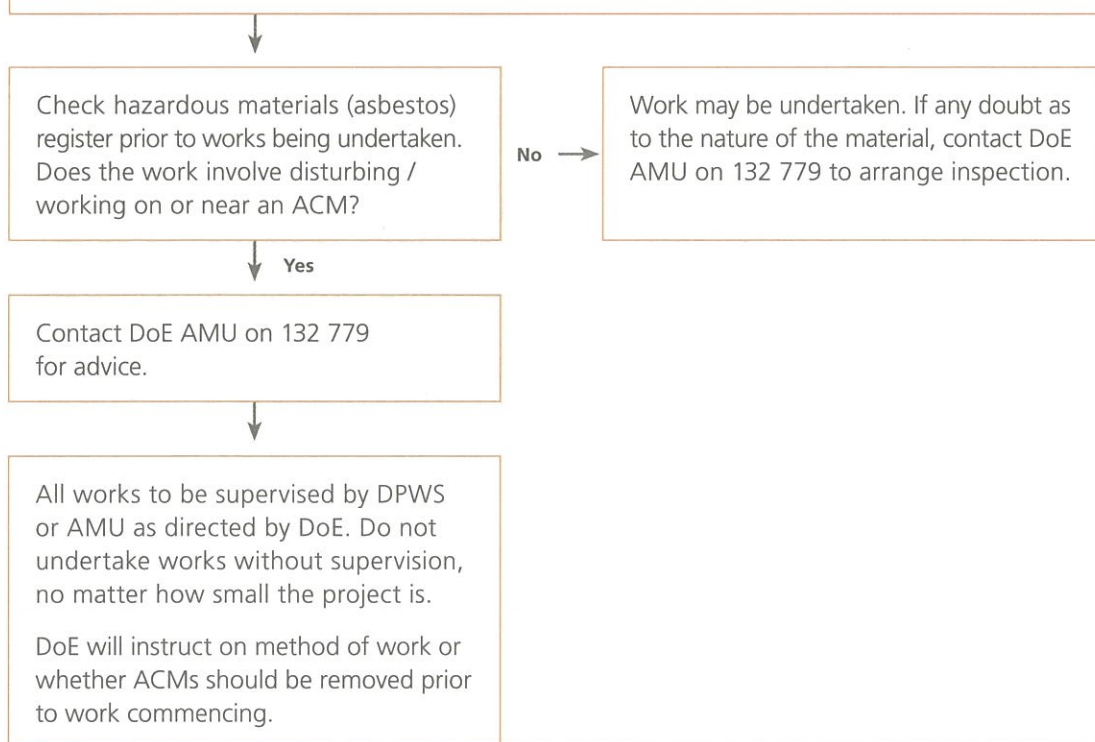 Check hazardous materials (asbestos)
register prior to works being undertaken.
Does the work involve disturbing /
working on or near an ACM?
No
Work may be undertaken. If any doubt as
to the nature of the material, contact DoE
AMU on 132 779 to arrange inspection.
Yes
Contact DoE AMU on 132 779
for advice.
All works to be supervised by DPWS
or AMU as directed by DoE. Do not
undertake works without supervision,
no matter how small the project is.
DoE will instruct on method of work or
whether ACMs should be removed prior
to work commencing.